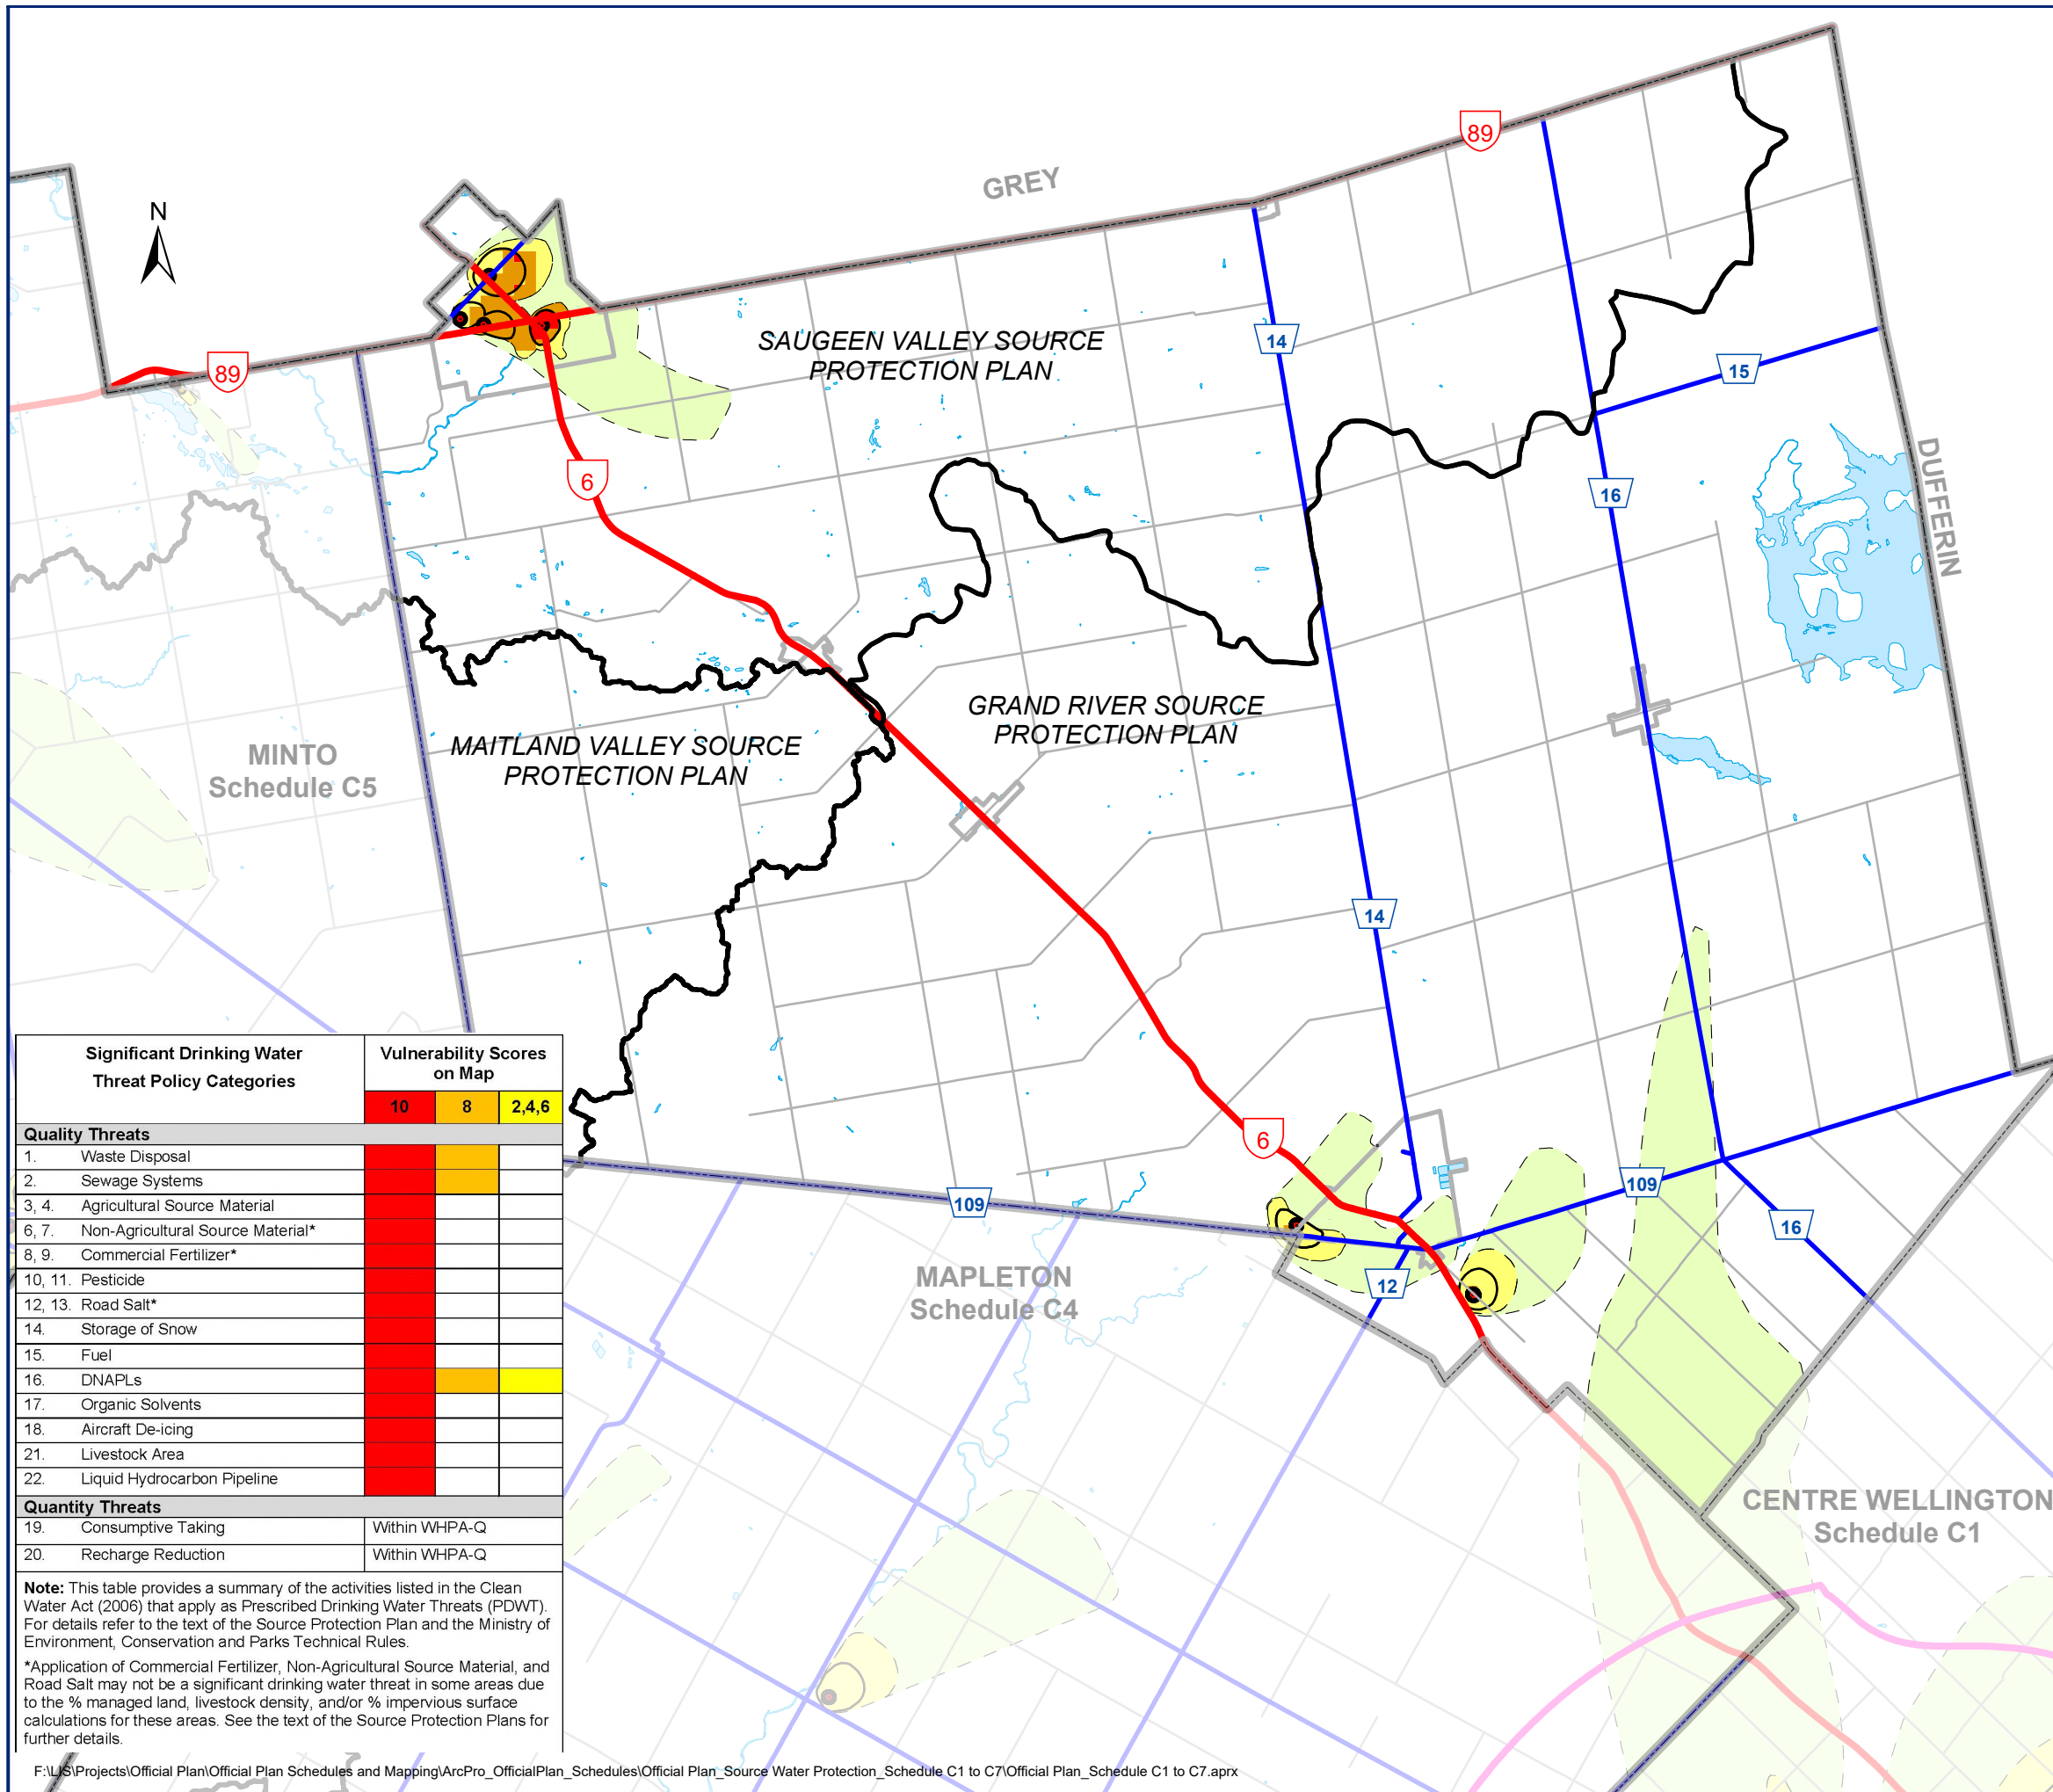 GREY
89
N
SAUGEEN VALLEY SOURCE
PROTECTION PLAN
14
89
15
6
16
DUFFERIN
GRAND RIVER SOURCE
PROTECTION PLAN
MAITLAND VALLEY SOURCE
PROTECTION PLAN
MINTO
Schedule C5
14
6
109
109
16
12
MAPLETON
Schedule C4
CENTRE WELLINGTON
Schedule C1
Significant Drinking Water
Threat Policy Categories
Vulnerability Scores
on Map
10 8 2,4,6
Quality Threats
1. Waste Disposal
2. Sewage Systems
3, 4. Agricultural Source Material
6, 7. Non-Agricultural Source Material*
8, 9. Commercial Fertilizer*
10, 11. Pesticide
12, 13. Road Salt*
14. Storage of Snow
15. Fuel
16. DNAPLs
17. Organic Solvents
18. Aircraft De-icing
21. Livestock Area
22. Liquid Hydrocarbon Pipeline
Quantity Threats
19. Consumptive Taking Within WHPA-Q
20. Recharge Reduction Within WHPA-Q
Note: This table provides a summary of the activities listed in the Clean
Water Act (2006) that apply as Prescribed Drinking Water Threats (PDWT).
For details refer to the text of the Source Protection Plan and the Ministry of
Environment, Conservation and Parks Technical Rules.
*Application of Commercial Fertilizer, Non-Agricultural Source Material, and
Road Salt may not be a significant drinking water threat in some areas due
to the % managed land, livestock density, and/or % impervious surface
calculations for these areas. See the text of the Source Protection Plans for
further details.
F:\LIS\Projects\Official Plan\Official Plan Schedules and Mapping\ArcPro_OfficialPlan_Schedules\Official Plan_Source Water Protection_Schedule C1 to C7\Official Plan_Schedule C1 to C7.aprx